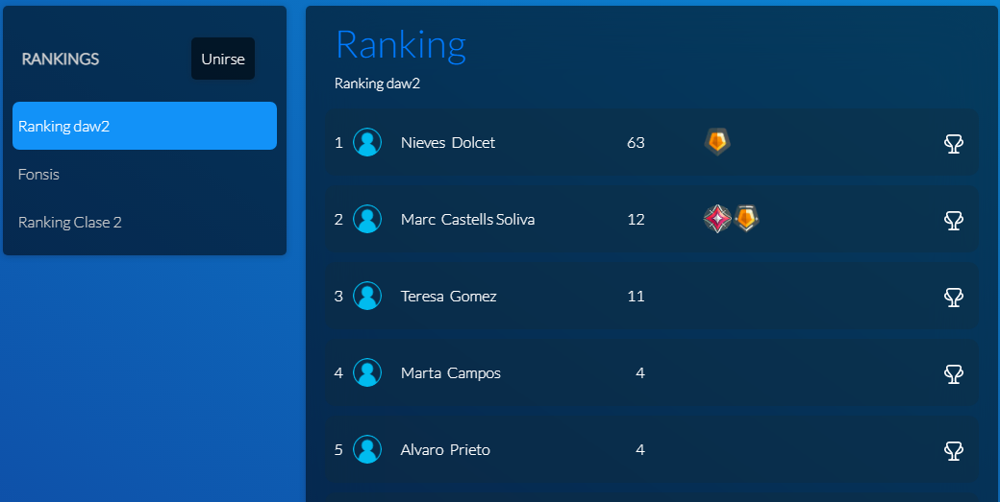 RANKINGS
Unirse
Ranking daw2
Fonsis
Ranking Clase 2
Ranking
Ranking daw2
1 Nieves Dolcet 63
2 Marc Castells Soliva 12
3 Teresa Gomez 11
4 Marta Campos 4
5 Alvaro Prieto 4